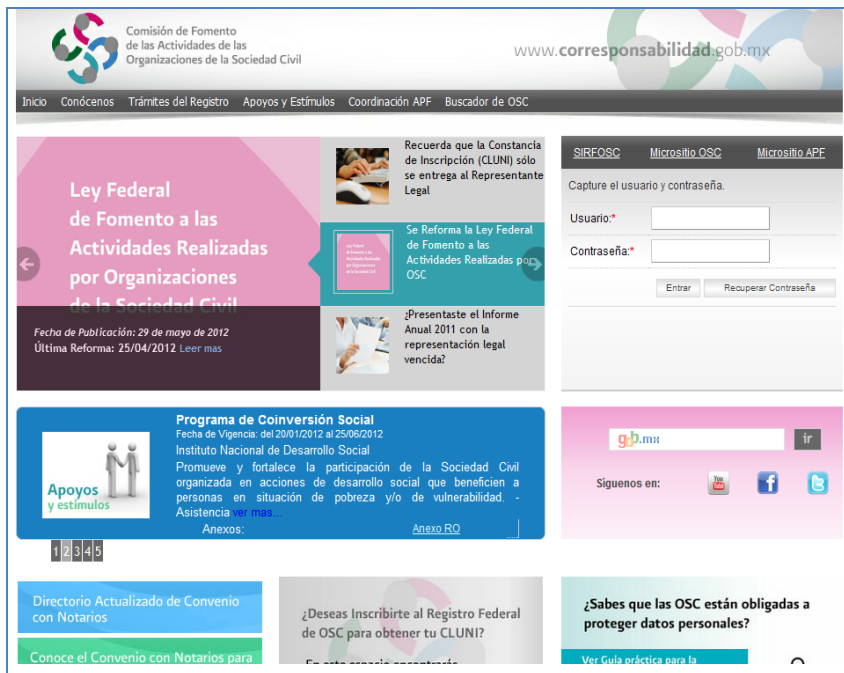 Comisión de Fomento
de las Actividades de las
Organizaciones de la Sociedad Civil
www.corresponsabilidad.gob.mx
Inicio Conócenos Trámites del Registro Apoyos y Estímulos Coordinación APF Buscador de OSC
Ley Federal
de Fomento a las
Actividades Realizadas
por Organizaciones
de la Sociedad Civil
Fecha de Publicación: 29 de mayo de 2012
Última Reforma: 25/04/2012 Leer mas
Recuerda que la Constancia
de Inscripción (CLUNI) sólo
se entrega al Representante
Legal
Se Reforma la Ley Federal
de Fomento a las
Actividades Realizadas por
OSC
¿Presentaste el Informe
Anual 2011 con la
representación legal
vencida?
SIRFOSC Micrositio OSC Micrositio APF
Capture el usuario y contraseña.
Usuario:*
Contraseña:*
Entrar Recuperar Contraseña
Apoyos
y estímulos
Programa de Coinversión Social
Fecha de Vigencia: del 20/01/2012 al 25/06/2012
Instituto Nacional de Desarrollo Social
Promueve y fortalece la participación de la Sociedad Civil
organizada en acciones de desarrollo social que beneficien a
personas en situación de pobreza y/o de vulnerabilidad. -
Asistencia ver mas...
Anexos: Anexo RO
1 2 3 4 5
gob.mx ir
Síguenos en:
You
Directorio Actualizado de Convenio
con Notarios
Conoce el Convenio con Notarios para
¿Deseas Inscribirte al Registro Federal
de OSC para obtener tu CLUNI?
En este espacio encontrarás
¿Sabes que las OSC están obligadas a
proteger datos personales?
Ver Guía práctica para la